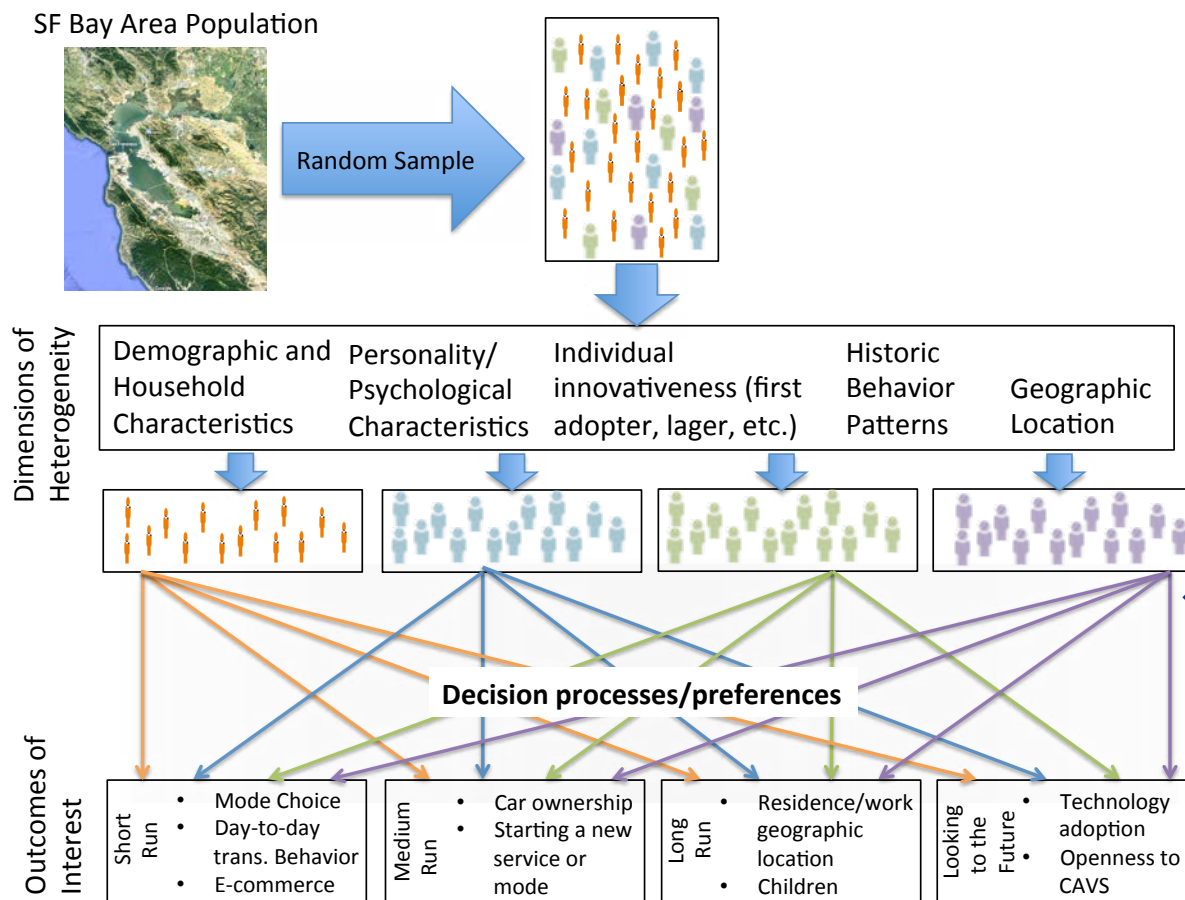 SF Bay Area Population
Random Sample
Dimensions of
Heterogeneity
Demographic and
Household
Characteristics
Personality/
Psychological
Characteristics
Individual
innovativeness (first
adopter, lager, etc.)
Historic
Behavior
Patterns
Geographic
Location
Decision processes/preferences
Outcomes of
Interest
Short
Run
• Mode Choice
• Day-to-day
trans. Behavior
• E-commerce
Medium
Run
• Car ownership
• Starting a new
service or
mode
Long
Run
• Residence/work
geographic
location
• Children
Looking
to the
Future
• Technology
adoption
• Openness to
CAVS